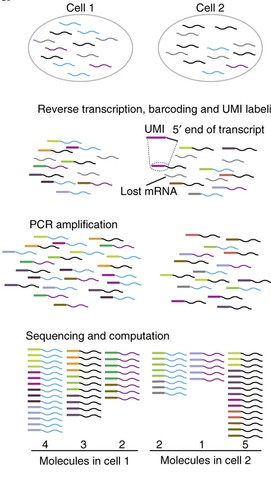 Cell 1 Cell 2
Reverse transcription, barcoding and UMI labeli
UMI 5′ end of transcript
Lost mRNA
PCR amplification
Sequencing and computation
4 3 2 2 1 5
Molecules in cell 1 Molecules in cell 2